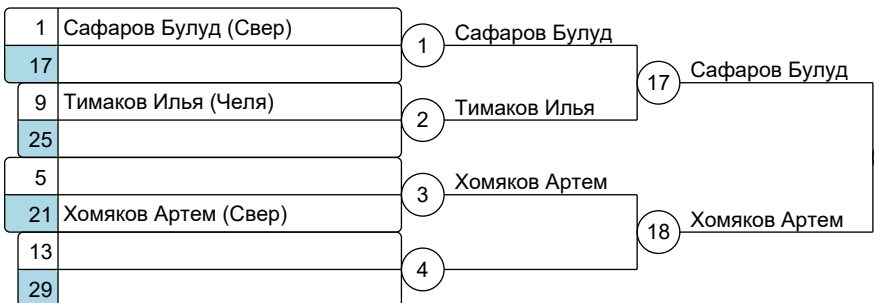 1 Сафаров Булуд (Свер)
17
1
Сафаров Булуд
9 Тимаков Илья (Челя)
25
2
Тимаков Илья
17
Сафаров Булуд
5
21 Хомяков Артем (Свер)
3
Хомяков Артем
13
29
4
18
Хомяков Артем